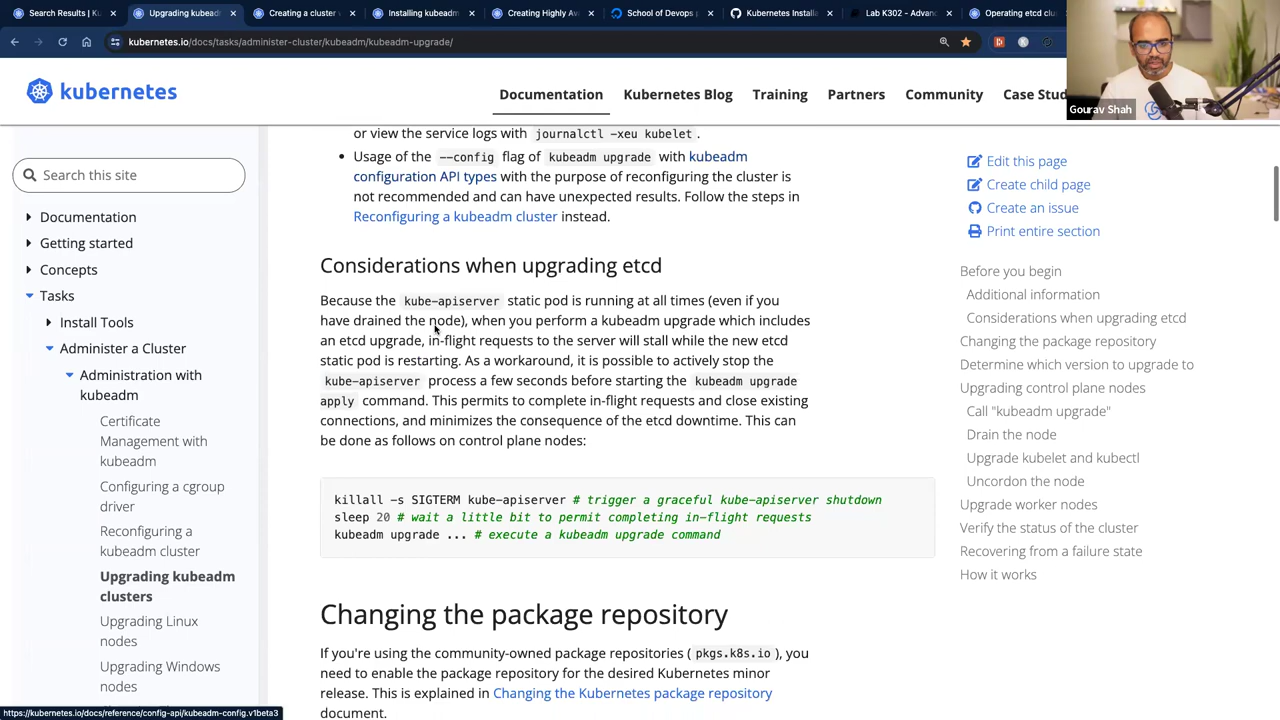 Search Results | Ku
Upgrading kubead
Creating a cluster
Installing kubeadm
Creating Highly Av
School of Devops
Kubernetes Installa
Lab K302 - Advan
Operating etcd clu
kubernetes.io/docs/tasks/administer-cluster/kubeadm/kubeadm-upgrade/
Gourav Shah
kubernetes
Documentation
Kubernetes Blog
Training
Partners
Community
Case Stud
Search this site
Documentation
Getting started
Concepts
Tasks
Install Tools
Administer a Cluster
Administration with
kubeadm
Certificate
Management with
kubeadm
Configuring a cgroup
driver
Reconfiguring a
kubeadm cluster
Upgrading kubeadm
clusters
Upgrading Linux
nodes
Upgrading Windows
nodes
or view the service logs with journalctl -xeu kubelet .
• Usage of the --config flag of kubeadm upgrade with kubeadm
configuration API types with the purpose of reconfiguring the cluster is
not recommended and can have unexpected results. Follow the steps in
Reconfiguring a kubeadm cluster instead.
Considerations when upgrading etcd
Because the kube-apiserver static pod is running at all times (even if you
have drained the node), when you perform a kubeadm upgrade which includes
an etcd upgrade, in-flight requests to the server will stall while the new etcd
static pod is restarting. As a workaround, it is possible to actively stop the
kube-apiserver process a few seconds before starting the kubeadm upgrade
apply command. This permits to complete in-flight requests and close existing
connections, and minimizes the consequence of the etcd downtime. This can
be done as follows on control plane nodes:
killall -s SIGTERM kube-apiserver # trigger a graceful kube-apiserver shutdown
sleep 20 # wait a little bit to permit completing in-flight requests
kubeadm upgrade ... # execute a kubeadm upgrade command
Changing the package repository
If you're using the community-owned package repositories ( pkgs.k8s.io ), you
need to enable the package repository for the desired Kubernetes minor
release. This is explained in Changing the Kubernetes package repository
document.
Edit this page
Create child page
Create an issue
Print entire section
Before you begin
Additional information
Considerations when upgrading etcd
Changing the package repository
Determine which version to upgrade to
Upgrading control plane nodes
Call "kubeadm upgrade"
Drain the node
Upgrade kubelet and kubectl
Uncordon the node
Upgrade worker nodes
Verify the status of the cluster
Recovering from a failure state
How it works
https://kubernetes.io/docs/reference/config-api/kubeadm-config.v1beta3